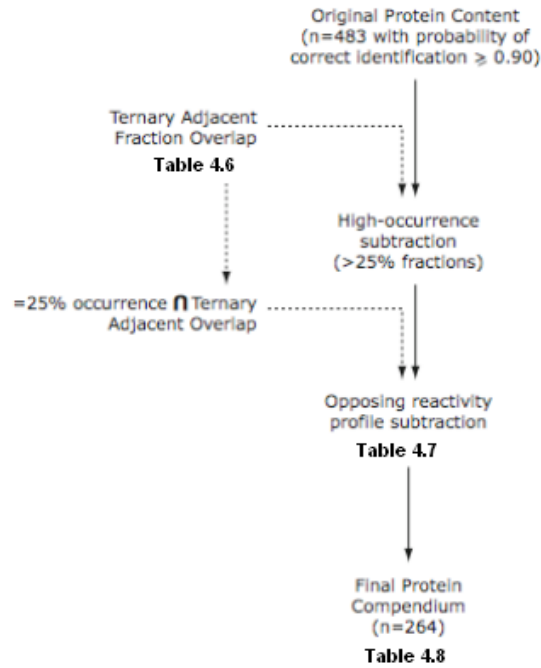 Original Protein Content
(n=483 with probability of
correct identification ⩾ 0.90)
Ternary Adjacent
Fraction Overlap
Table 4.6
High-occurrence
subtraction
(>25% fractions)
=25% occurrence ⋂ Ternary
Adjacent Overlap
Opposing reactivity
profile subtraction
Table 4.7
Final Protein
Compendium
(n=264)
Table 4.8